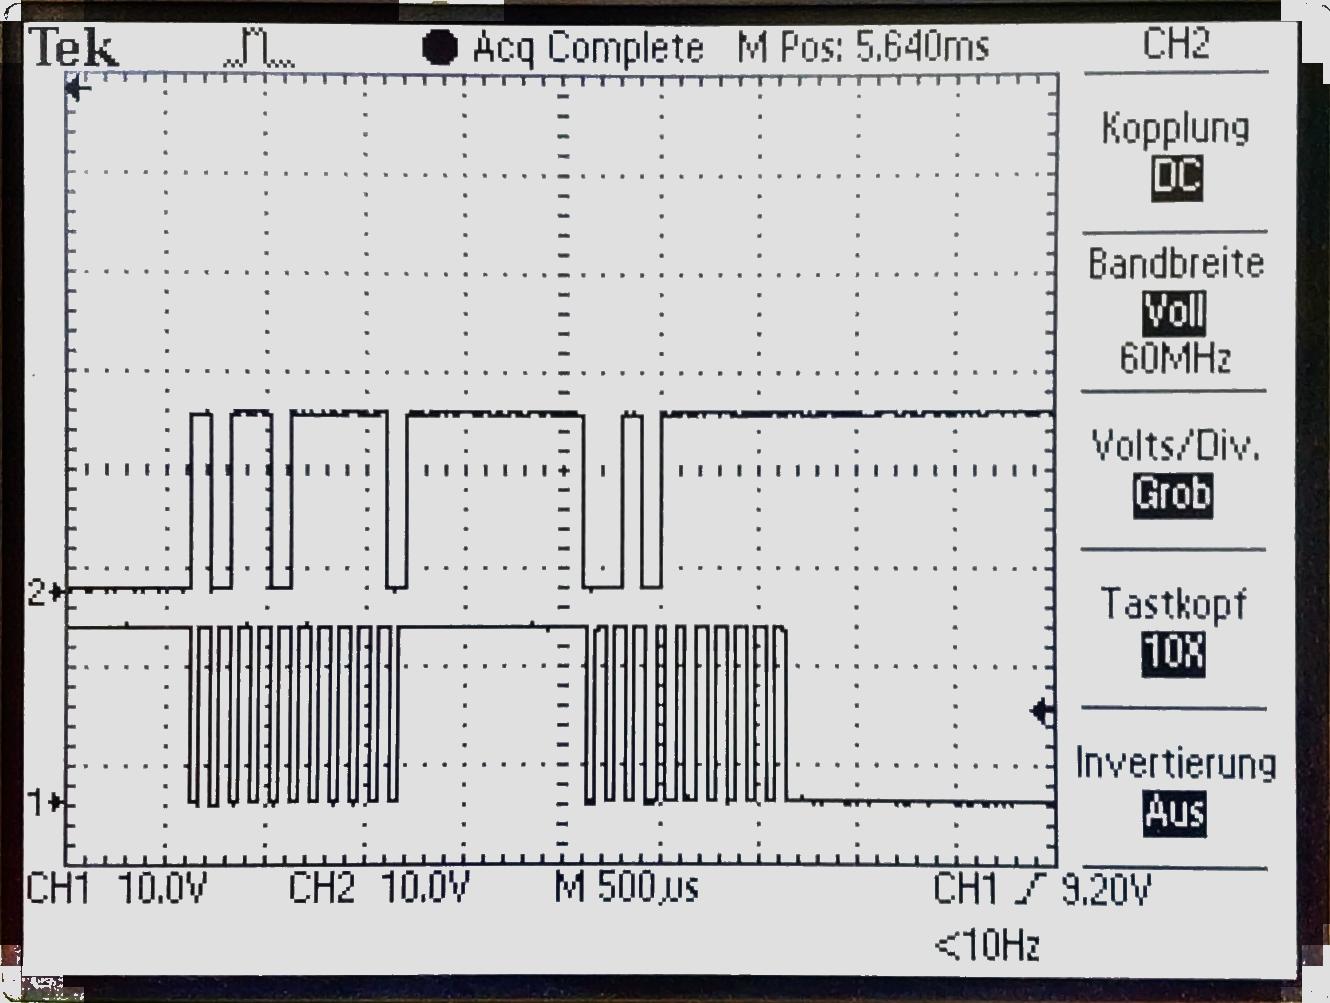 Tek ● Acq Complete M Pos: 5.640ms CH2
Kopplung
DC
Bandbreite
Voll
60MHz
Volts/Div.
Grob
Tastkopf
10X
Invertierung
Aus
2
1
CH1 10.0V CH2 10.0V M 500µs CH1 9.20V
<10Hz